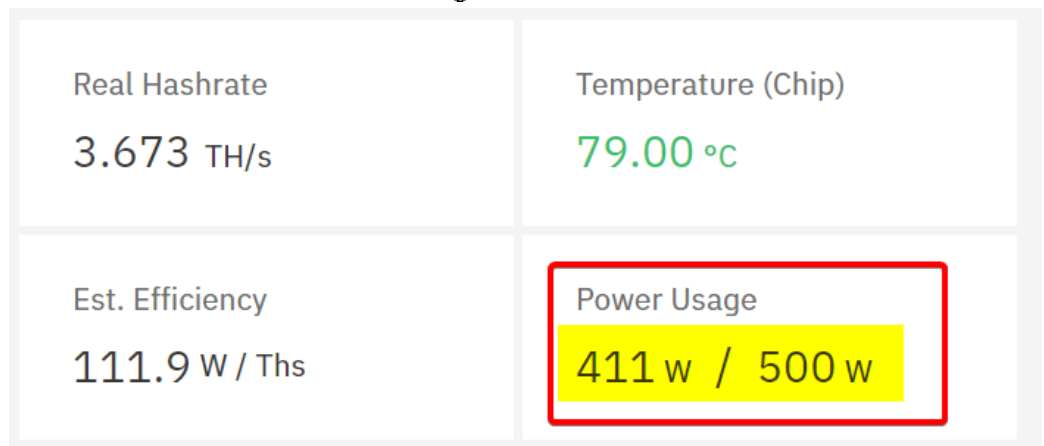 Real Hashrate
3.673 TH/s
Temperature (Chip)
79.00 °C
Est. Efficiency
111.9 W / Ths
Power Usage
411 W / 500 W